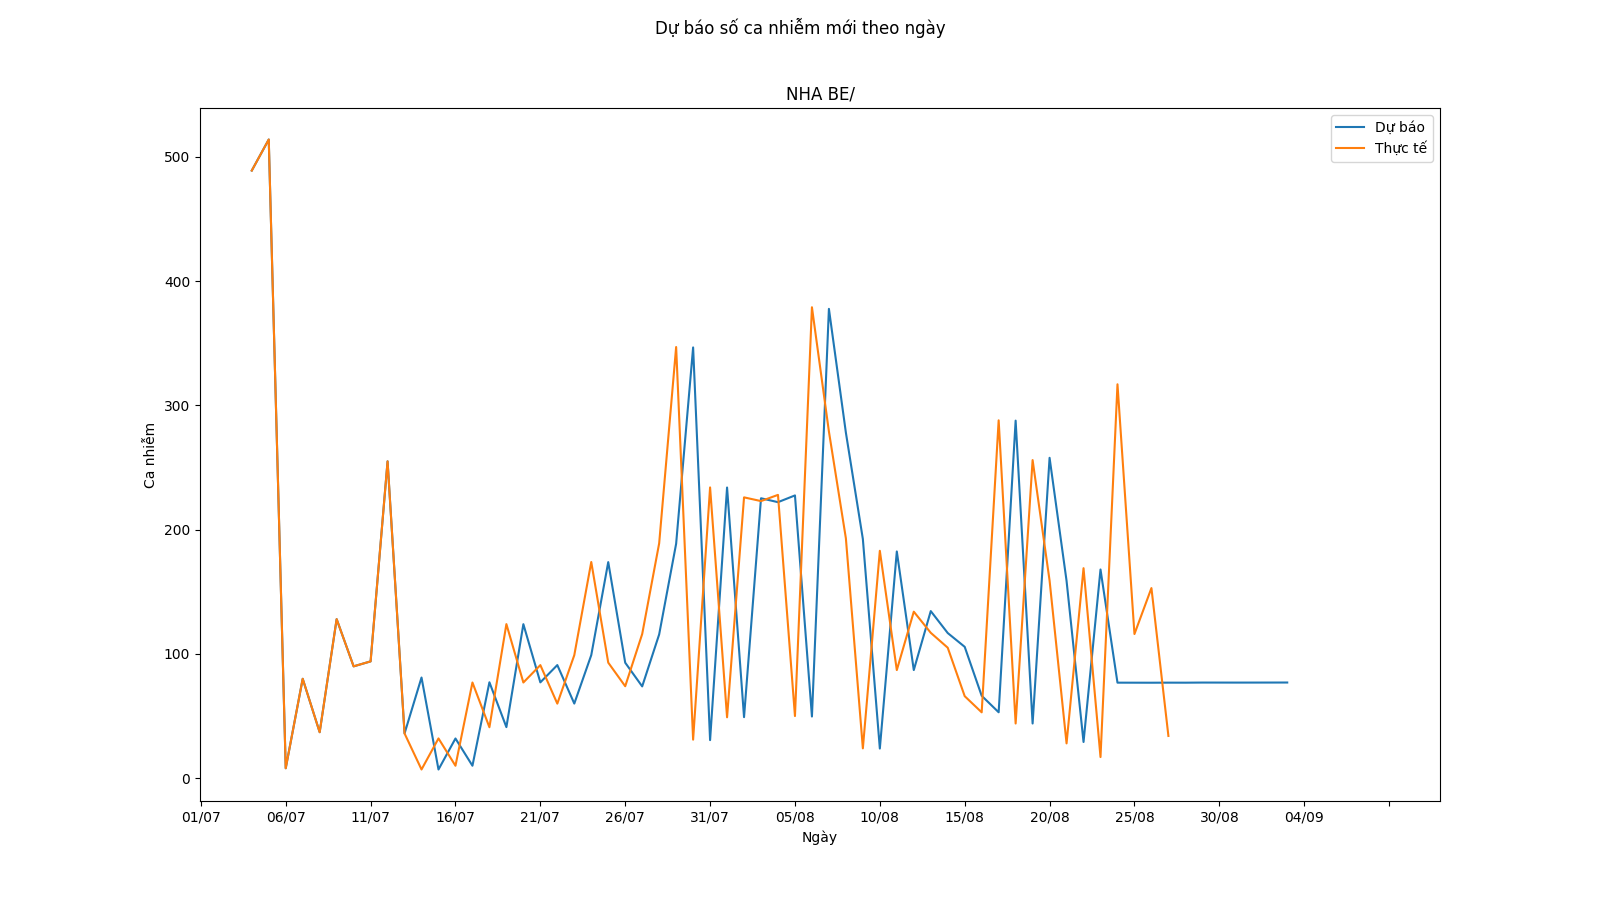 Dự báo số ca nhiễm mới theo ngày
NHA BE/
Dự báo
Thực tế
500
400
300
200
100
0
Ca nhiễm
01/07 06/07 11/07 16/07 21/07 26/07 31/07 05/08 10/08 15/08 20/08 25/08 30/08 04/09
Ngày